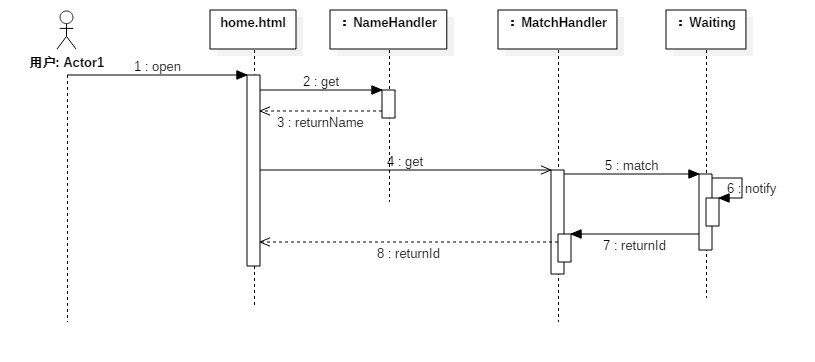 home.html
: NameHandler
: MatchHandler
: Waiting
用户: Actor1
1 : open
2 : get
3 : returnName
4 : get
5 : match
6 : notify
7 : returnId
8 : returnId